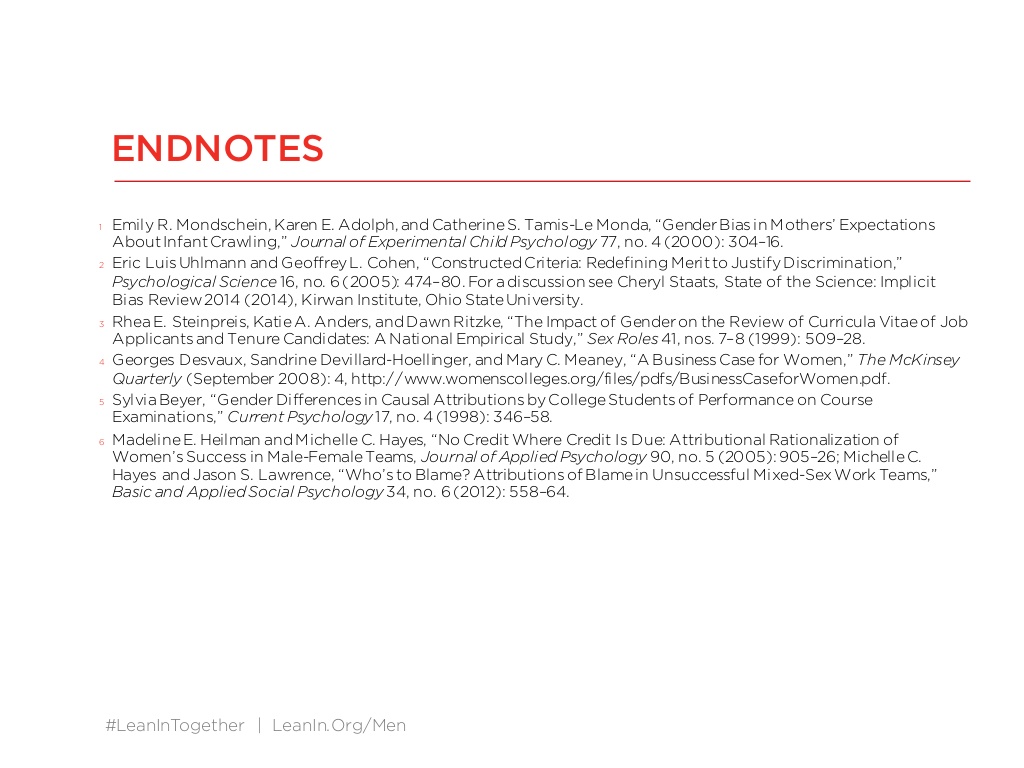 ENDNOTES
1 Emily R. Mondschein, Karen E. Adolph, and Catherine S. Tamis-Le Monda, “Gender Bias in Mothers’ Expectations
About Infant Crawling,” Journal of Experimental Child Psychology 77, no. 4 (2000): 304–16.
2 Eric Luis Uhlmann and Geoffrey L. Cohen, “Constructed Criteria: Redefining Merit to Justify Discrimination,”
Psychological Science 16, no. 6 (2005): 474–80. For a discussion see Cheryl Staats, State of the Science: Implicit
Bias Review 2014 (2014), Kirwan Institute, Ohio State University.
3 Rhea E. Steinpreis, Katie A. Anders, and Dawn Ritzke, “The Impact of Gender on the Review of Curricula Vitae of Job
Applicants and Tenure Candidates: A National Empirical Study,” Sex Roles 41, nos. 7–8 (1999): 509–28.
4 Georges Desvaux, Sandrine Devillard-Hoellinger, and Mary C. Meaney, “A Business Case for Women,” The McKinsey
Quarterly (September 2008): 4, http://www.womenscolleges.org/files/pdfs/BusinessCaseforWomen.pdf.
5 Sylvia Beyer, “Gender Differences in Causal Attributions by College Students of Performance on Course
Examinations,” Current Psychology 17, no. 4 (1998): 346–58.
6 Madeline E. Heilman and Michelle C. Hayes, “No Credit Where Credit Is Due: Attributional Rationalization of
Women’s Success in Male-Female Teams, Journal of Applied Psychology 90, no. 5 (2005): 905–26; Michelle C.
Hayes and Jason S. Lawrence, “Who’s to Blame? Attributions of Blame in Unsuccessful Mixed-Sex Work Teams,”
Basic and Applied Social Psychology 34, no. 6 (2012): 558–64.
#LeanInTogether | LeanIn.Org/Men